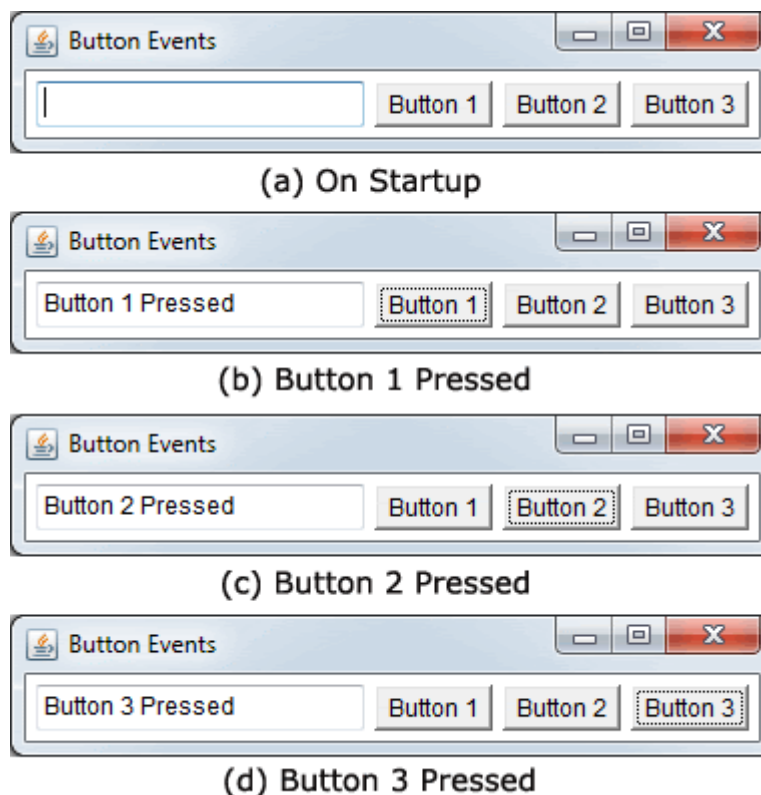 Button Events
Button 1 Button 2 Button 3
(a) On Startup
Button Events
Button 1 Pressed Button 1 Button 2 Button 3
(b) Button 1 Pressed
Button Events
Button 2 Pressed Button 1 Button 2 Button 3
(c) Button 2 Pressed
Button Events
Button 3 Pressed Button 1 Button 2 Button 3
(d) Button 3 Pressed